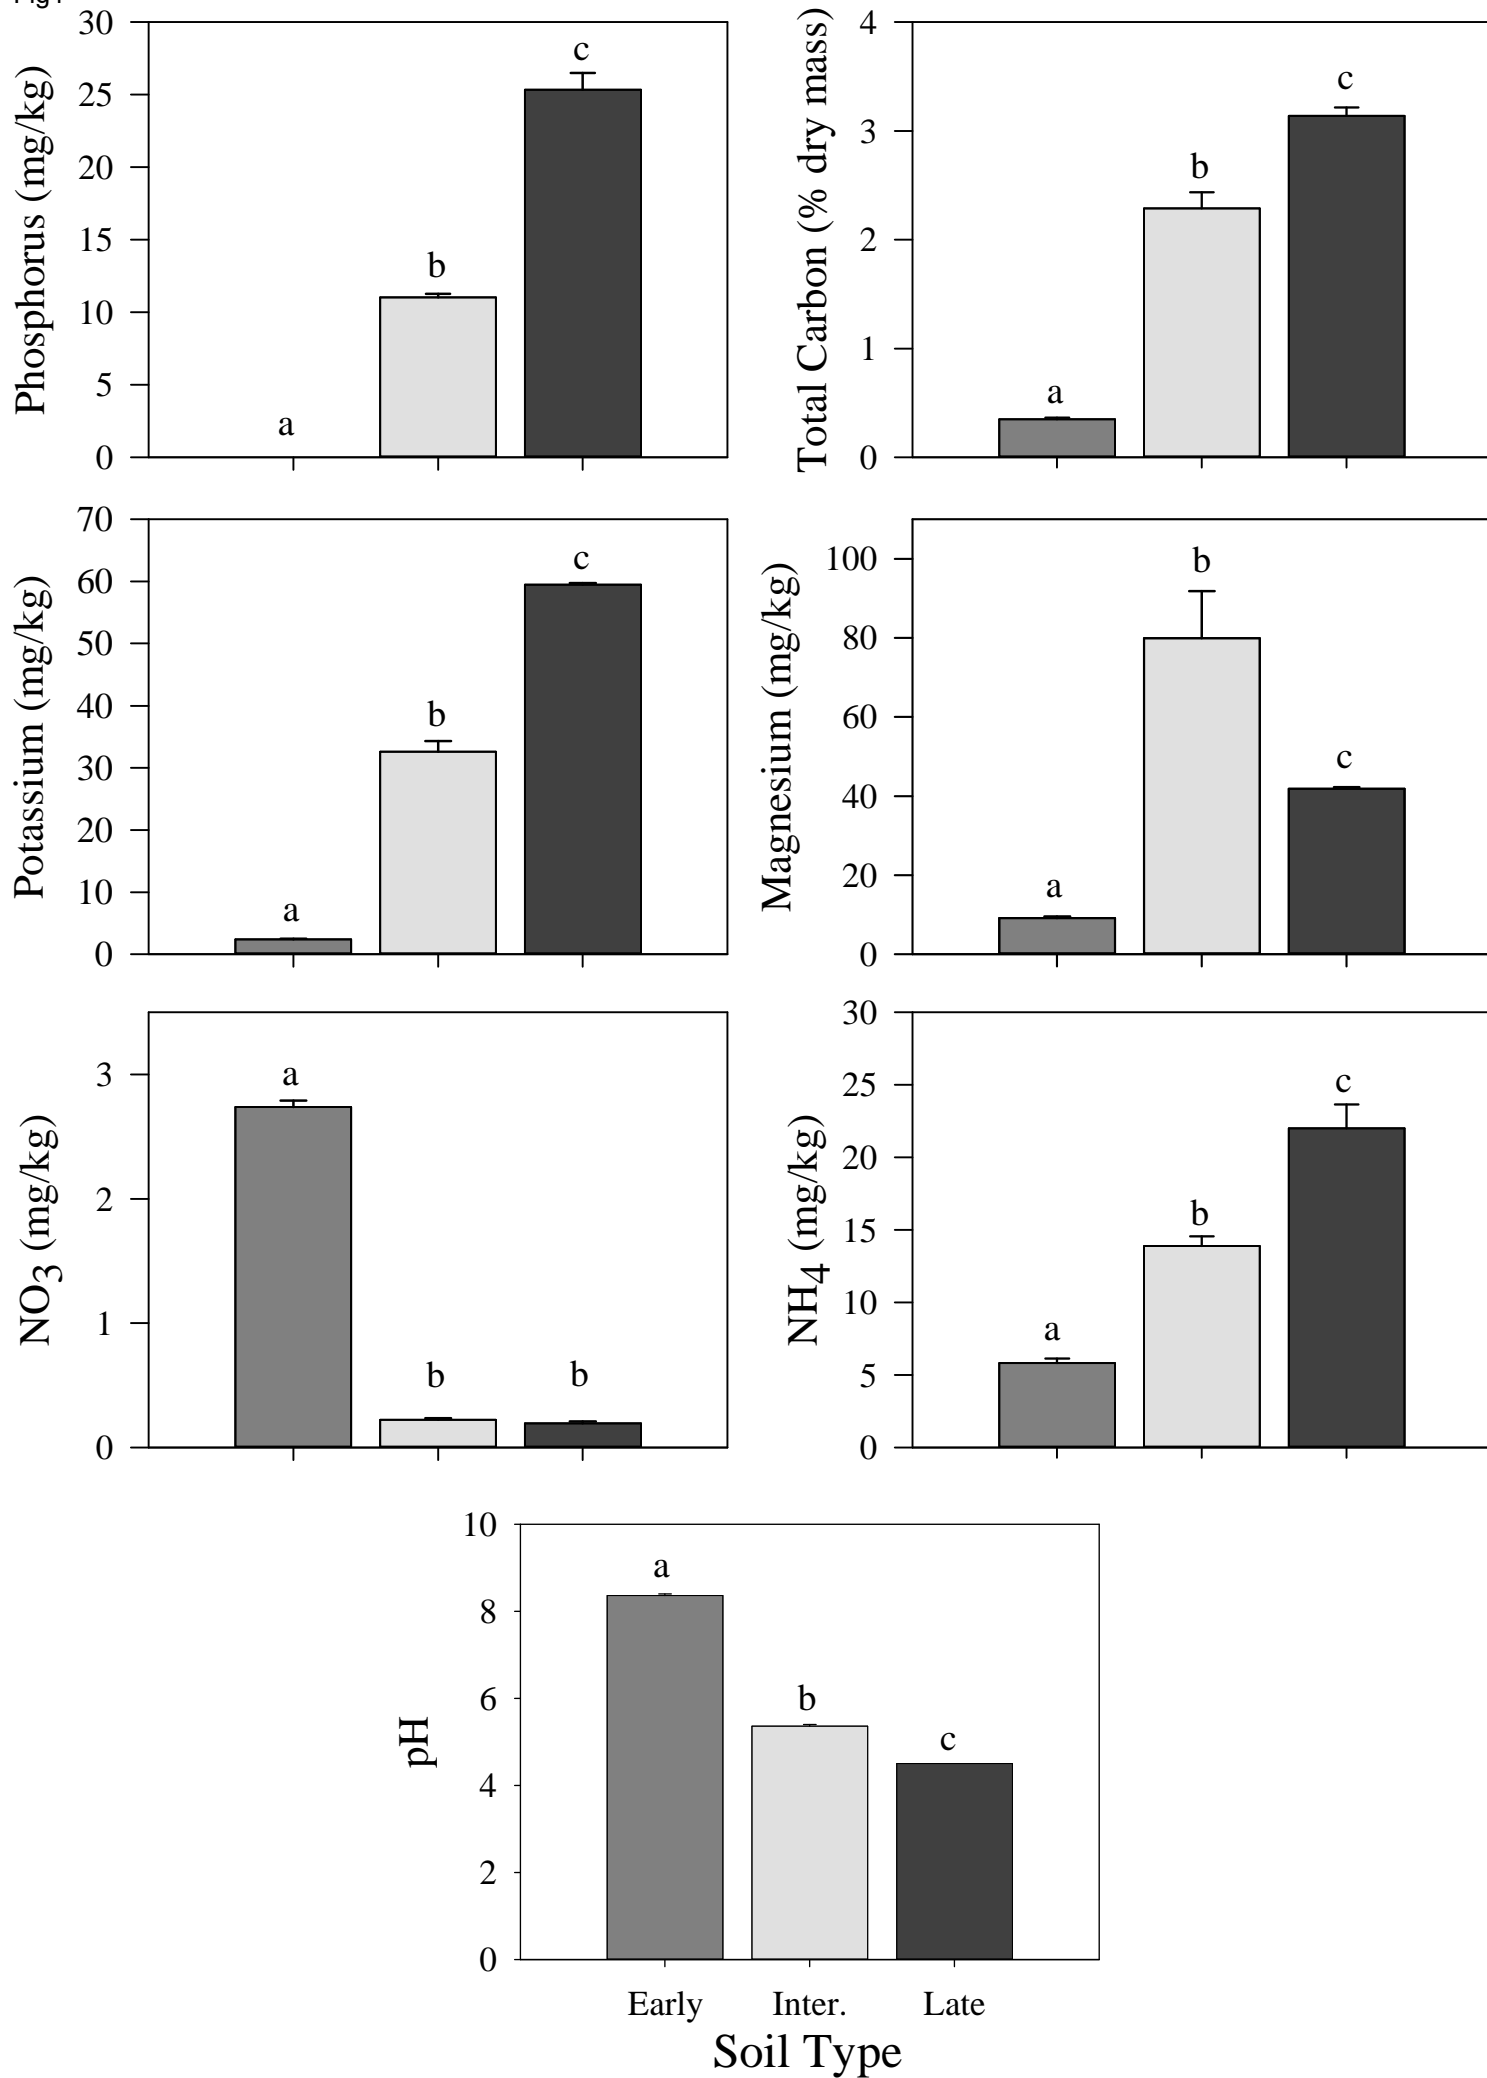 Phosphorus (mg/kg)
30
25
20
15
10
5
0
a
b
c
Total Carbon (% dry mass)
4
3
2
1
0
a
b
c
Potassium (mg/kg)
70
60
50
40
30
20
10
0
a
b
c
Magnesium (mg/kg)
100
80
60
40
20
0
a
b
c
NO3 (mg/kg)
3
2
1
0
a
b
b
NH4 (mg/kg)
30
25
20
15
10
5
0
a
b
c
pH
10
8
6
4
2
0
a
b
c
Early Inter. Late
Soil Type